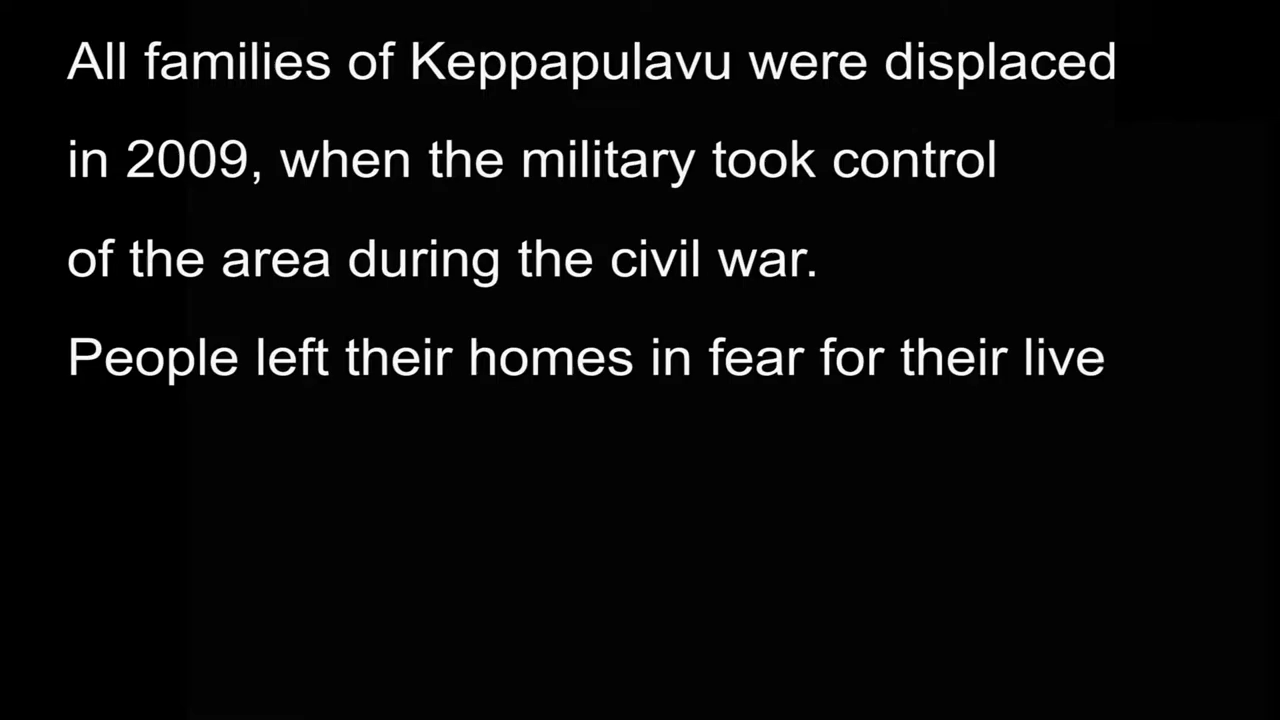 All families of Keppapulavu were displaced
in 2009, when the military took control
of the area during the civil war.
People left their homes in fear for their live